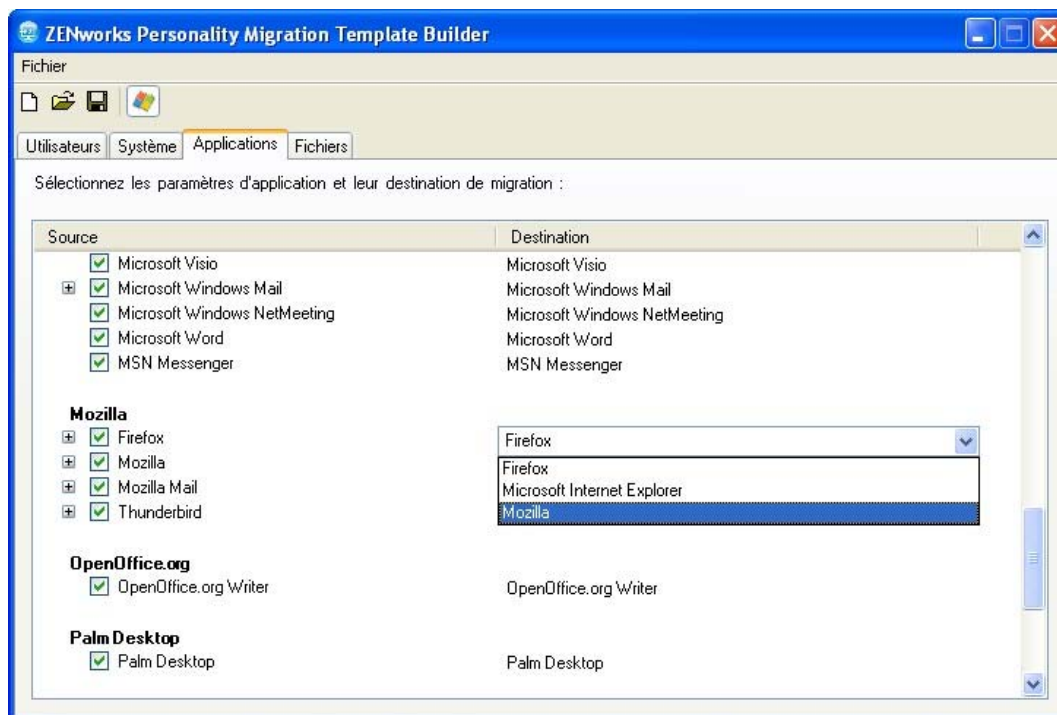 ZENworks Personality Migration Template Builder
Fichier
Utilisateurs Système Applications Fichiers
Sélectionnez les paramètres d'application et leur destination de migration :
Source Destination
Microsoft Visio Microsoft Visio
Microsoft Windows Mail Microsoft Windows Mail
Microsoft Windows NetMeeting Microsoft Windows NetMeeting
Microsoft Word Microsoft Word
MSN Messenger MSN Messenger
Mozilla
Firefox Firefox
Mozilla Firefox
Mozilla Mail Microsoft Internet Explorer
Thunderbird Mozilla
OpenOffice.org
OpenOffice.org Writer OpenOffice.org Writer
Palm Desktop
Palm Desktop Palm Desktop